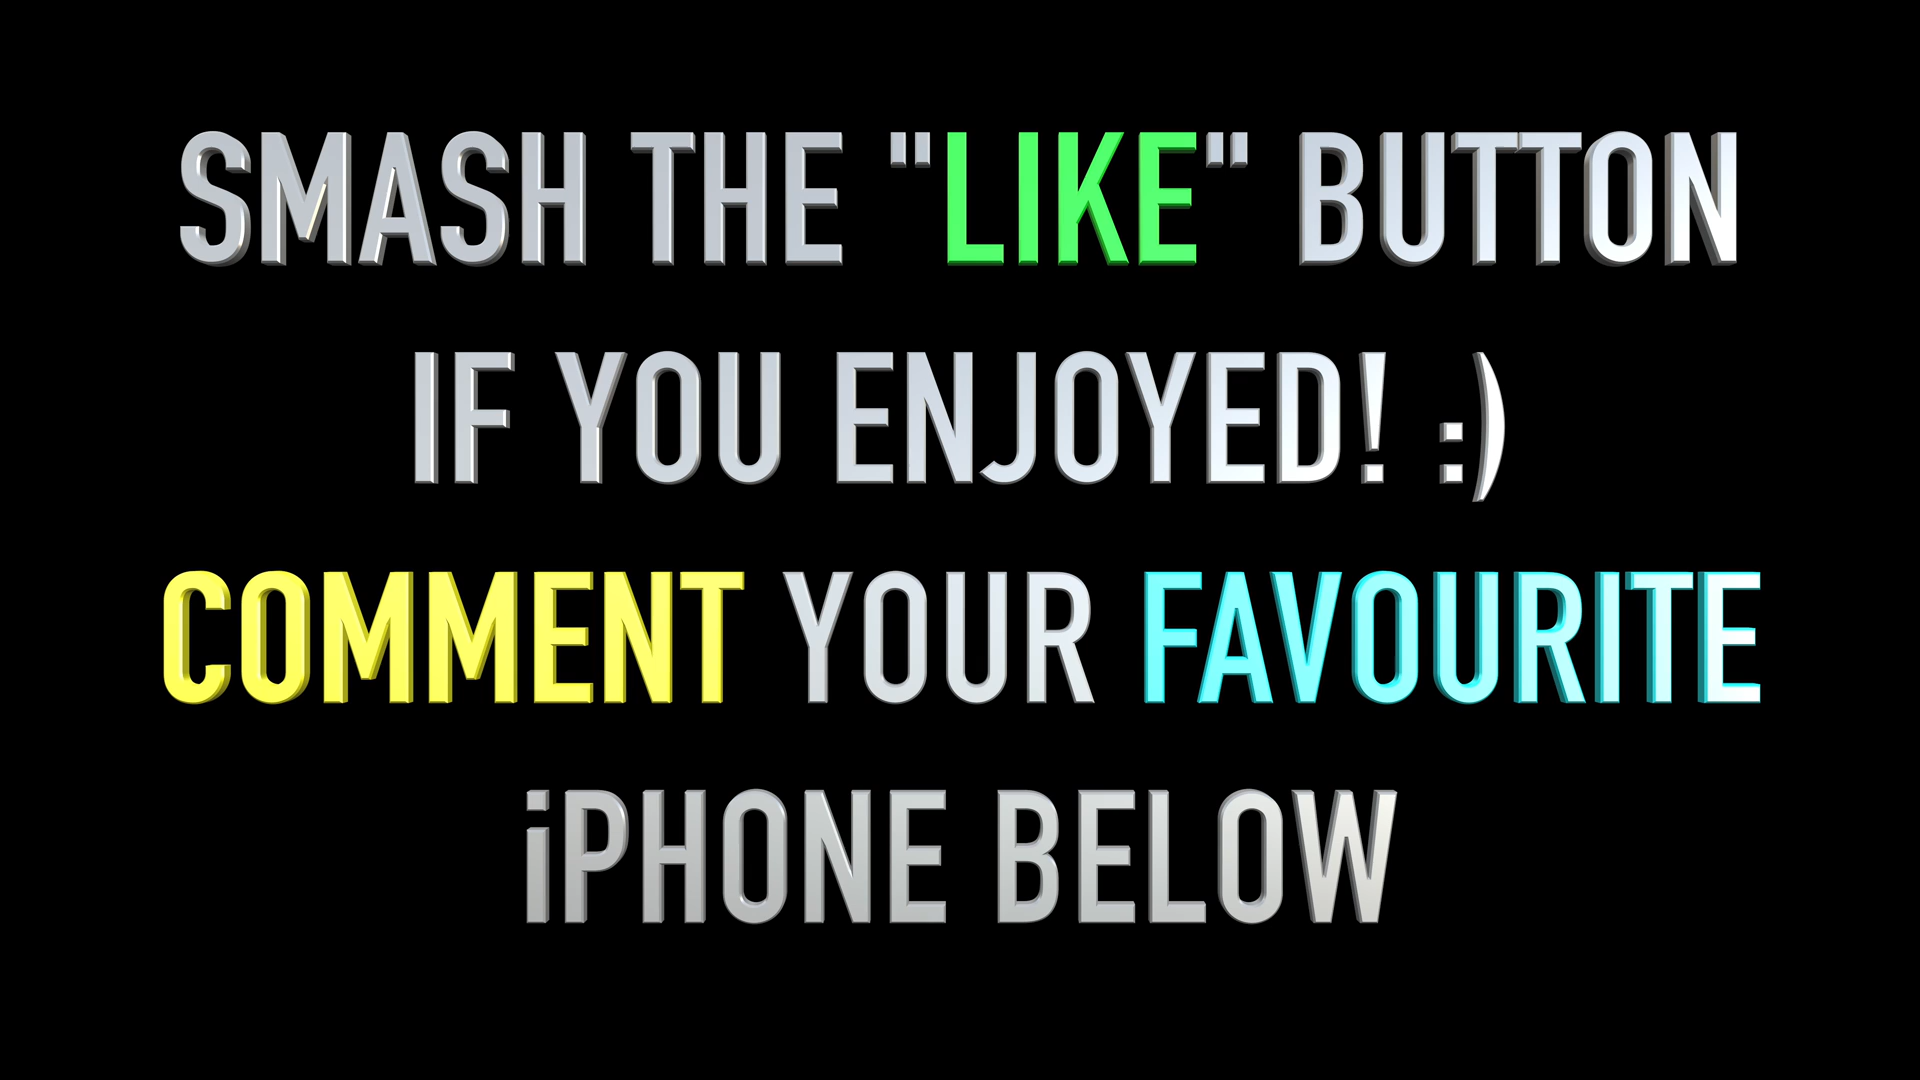 SMASH THE "LIKE" BUTTON
IF YOU ENJOYED! :)
COMMENT YOUR FAVOURITE
iPHONE BELOW